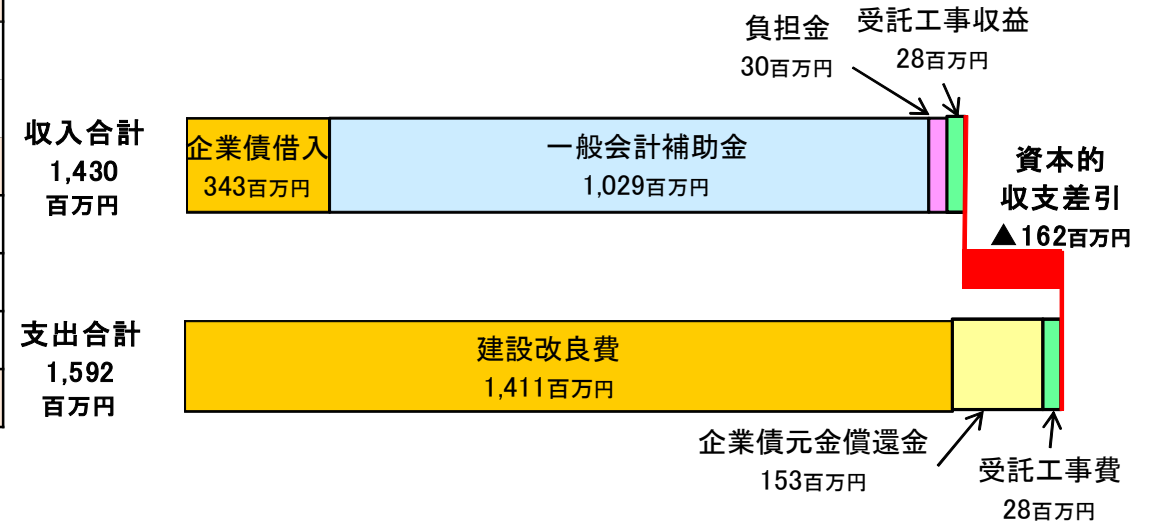 負担金
30百万円
受託工事収益
28百万円
収入合計
1,430
百万円
企業債借入
343百万円
一般会計補助金
1,029百万円
資本的
収支差引
▲162百万円
支出合計
1,592
百万円
建設改良費
1,411百万円
企業債元金償還金
153百万円
受託工事費
28百万円